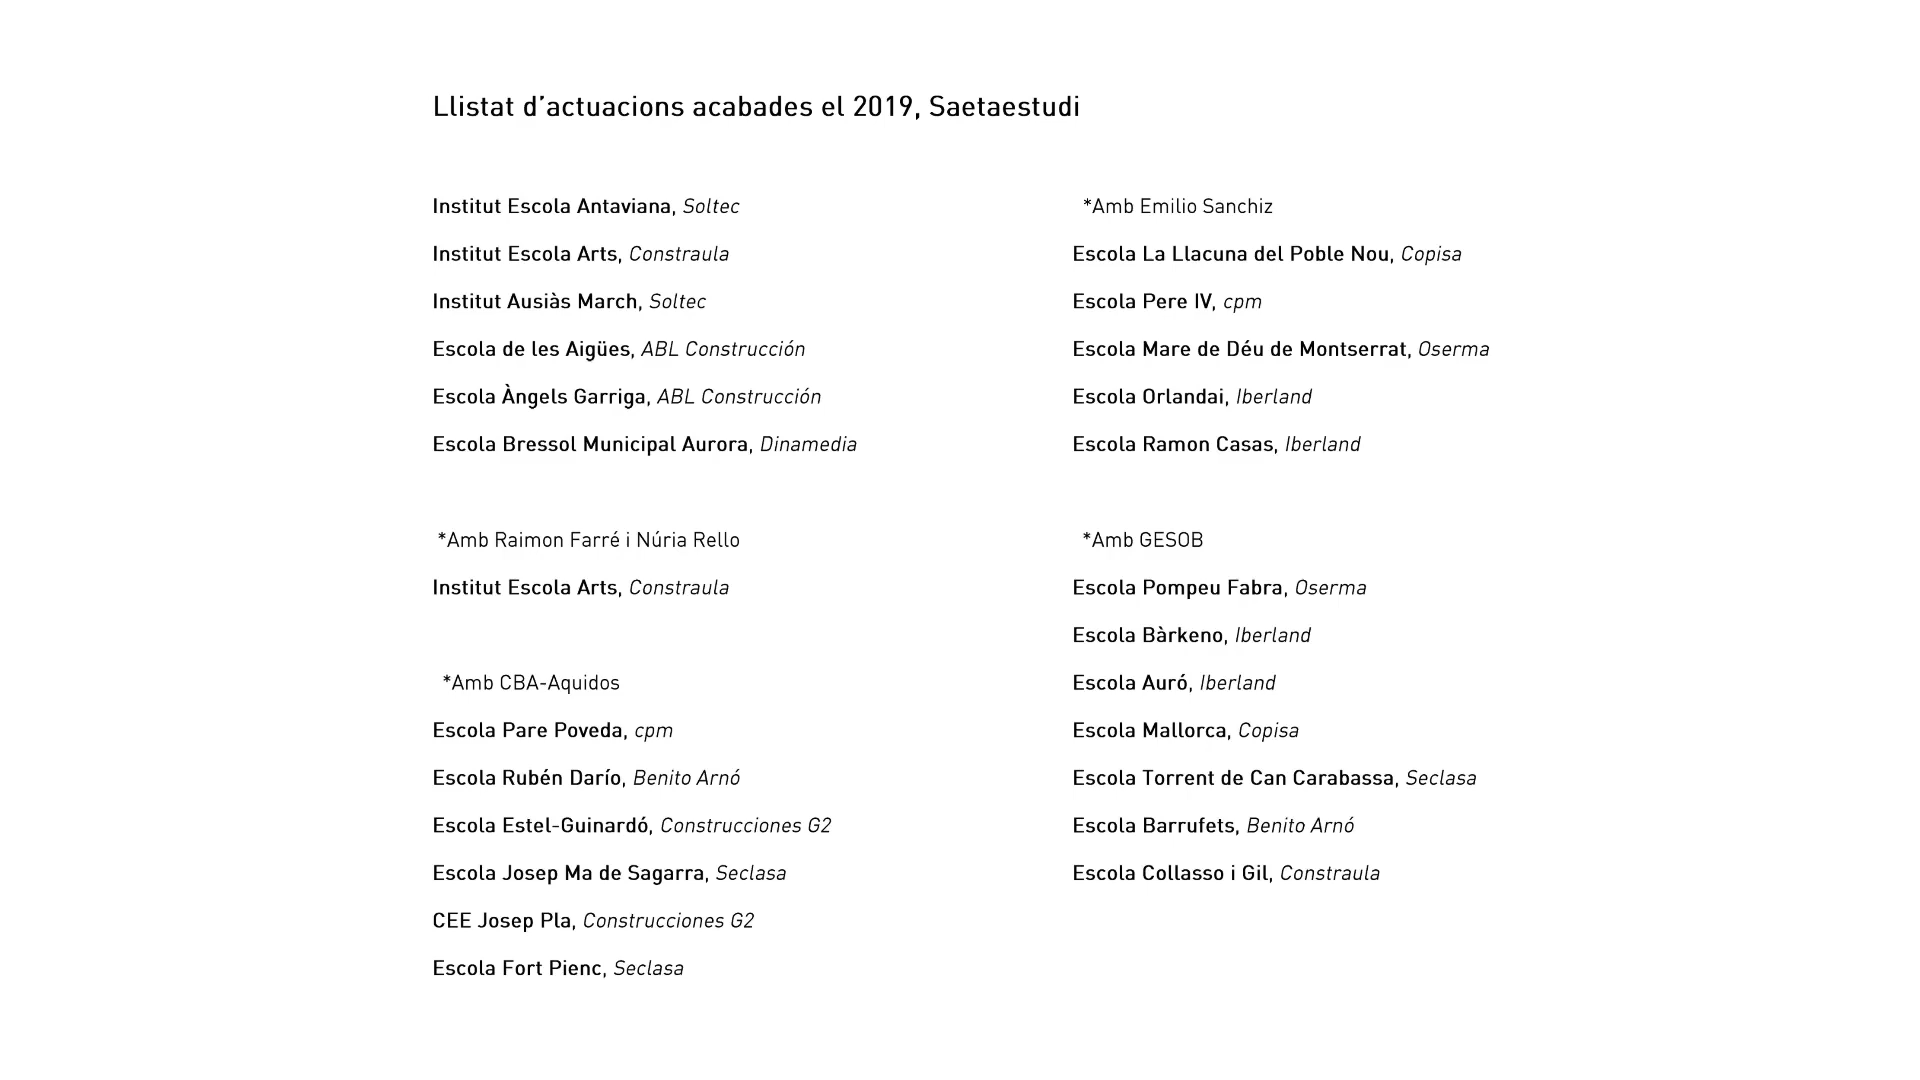 Llistat d’actuacions acabades el 2019, Saetaestudi
Institut Escola Antaviana, Soltec
Institut Escola Arts, Constraula
Institut Ausiàs March, Soltec
Escola de les Aigües, ABL Construcción
Escola Àngels Garriga, ABL Construcción
Escola Bressol Municipal Aurora, Dinamedia
*Amb Raimon Farré i Núria Rello
Institut Escola Arts, Constraula
*Amb CBA-Aquidos
Escola Pare Poveda, cpm
Escola Rubén Darío, Benito Arnó
Escola Estel-Guinardó, Construcciones G2
Escola Josep Ma de Sagarra, Seclasa
CEE Josep Pla, Construcciones G2
Escola Fort Pienc, Seclasa
*Amb Emilio Sanchiz
Escola La Llacuna del Poble Nou, Copisa
Escola Pere IV, cpm
Escola Mare de Déu de Montserrat, Oserma
Escola Orlandai, Iberland
Escola Ramon Casas, Iberland
*Amb GESOB
Escola Pompeu Fabra, Oserma
Escola Bàrkeno, Iberland
Escola Auró, Iberland
Escola Mallorca, Copisa
Escola Torrent de Can Carabassa, Seclasa
Escola Barrufets, Benito Arnó
Escola Collasso i Gil, Constraula